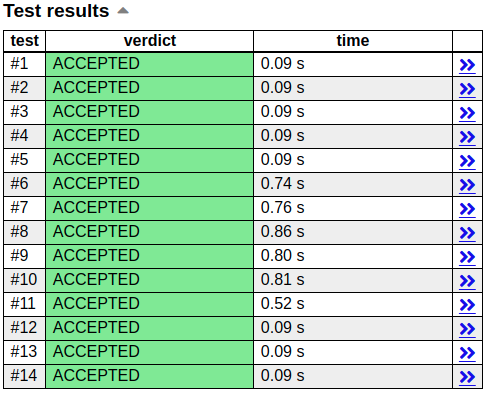 Test results
test verdict time
#1 ACCEPTED 0.09 s
#2 ACCEPTED 0.09 s
#3 ACCEPTED 0.09 s
#4 ACCEPTED 0.09 s
#5 ACCEPTED 0.09 s
#6 ACCEPTED 0.74 s
#7 ACCEPTED 0.76 s
#8 ACCEPTED 0.86 s
#9 ACCEPTED 0.80 s
#10 ACCEPTED 0.81 s
#11 ACCEPTED 0.52 s
#12 ACCEPTED 0.09 s
#13 ACCEPTED 0.09 s
#14 ACCEPTED 0.09 s